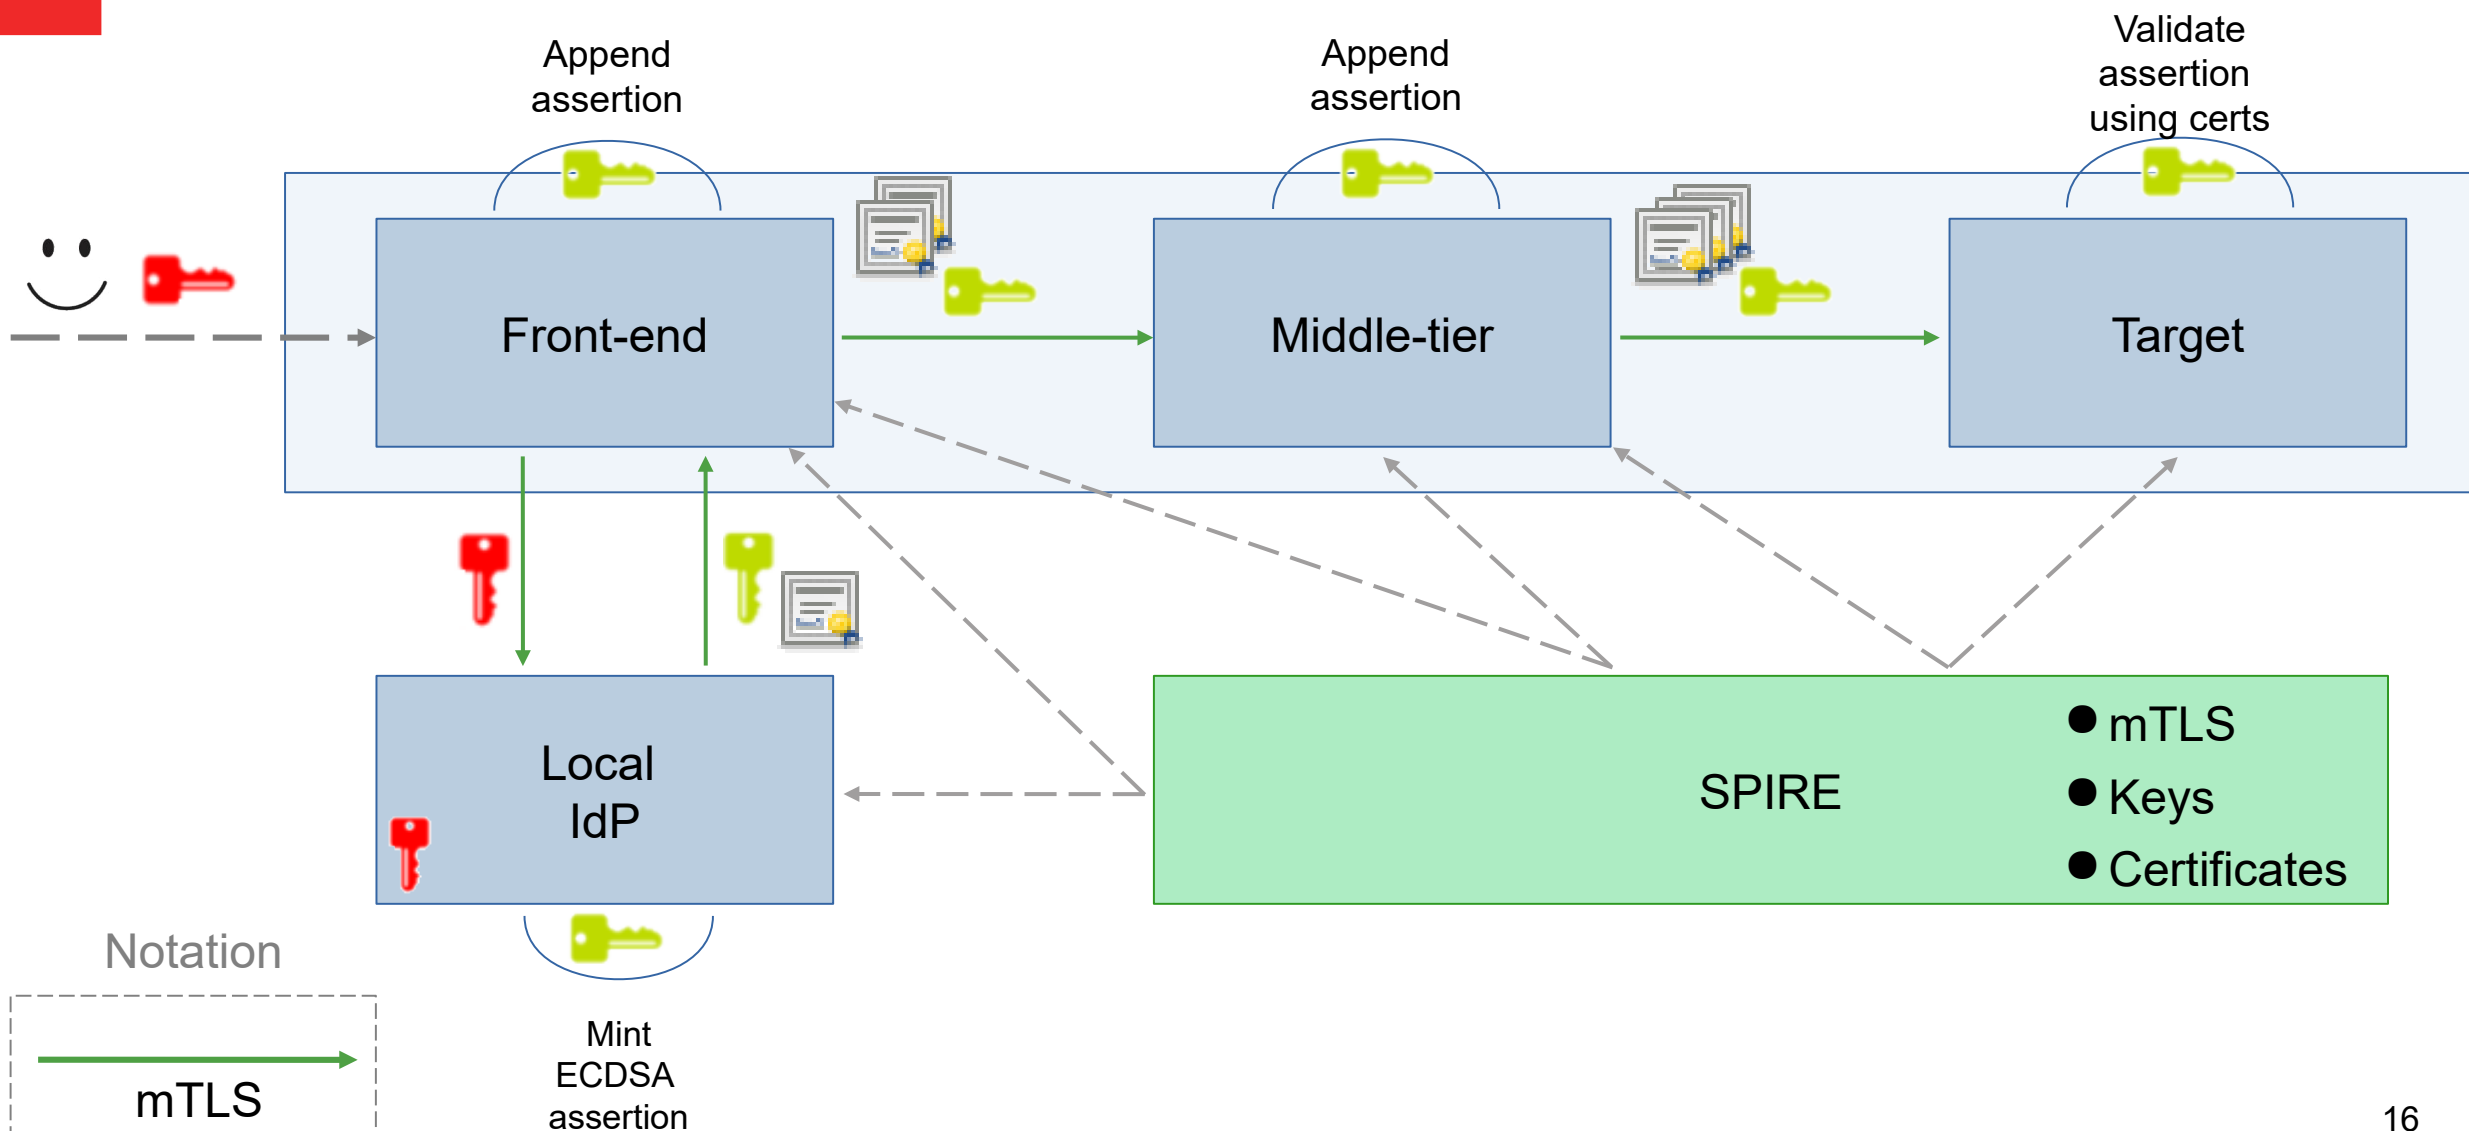 Append
assertion
Append
assertion
Validate
assertion
using certs
Front-end
Middle-tier
Target
Local
IdP
SPIRE
● mTLS
● Keys
● Certificates
Notation
mTLS
Mint
ECDSA
assertion
16